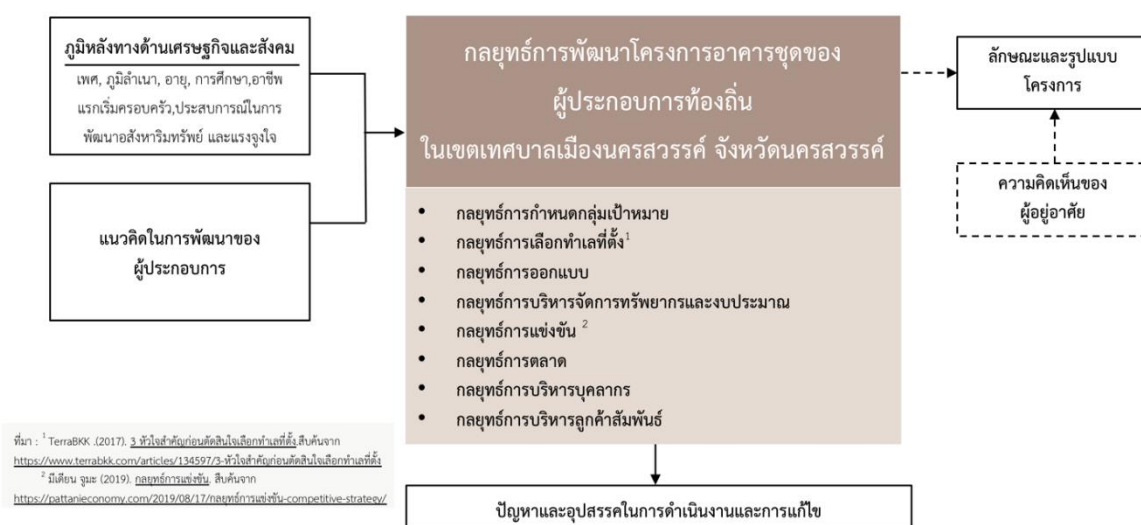 ภูมิหลังทางด้านเศรษฐกิจและสังคม
เพศ, ภูมิลำเนา, อายุ, การศึกษา,อาชีพ
แรกเริ่มครอบครัว,ประสบการณ์ในการ
พัฒนาอสังหาริมทรัพย์ และแรงจูงใจ
แนวคิดในการพัฒนาของ
ผู้ประกอบการ
กลยุทธ์การพัฒนาโครงการอาคารชุดของ
ผู้ประกอบการท้องถิ่น
ในเขตเทศบาลเมืองนครสวรรค์ จังหวัดนครสวรรค์
• กลยุทธ์การกำหนดกลุ่มเป้าหมาย
• กลยุทธ์การเลือกทำเลที่ตั้ง¹
• กลยุทธ์การออกแบบ
• กลยุทธ์การบริหารจัดการทรัพยากรและงบประมาณ
• กลยุทธ์การแข่งขัน ²
• กลยุทธ์การตลาด
• กลยุทธ์การบริหารบุคลากร
• กลยุทธ์การบริหารลูกค้าสัมพันธ์
ลักษณะและรูปแบบ
โครงการ
ความคิดเห็นของ
ผู้อยู่อาศัย
ปัญหาและอุปสรรคในการดำเนินงานและการแก้ไข
ที่มา : ¹ TerraBKK .(2017). 3 หัวใจสำคัญก่อนตัดสินใจเลือกทำเลที่ตั้ง.สืบค้นจาก
https://www.terrabkk.com/articles/134597/3-หัวใจสำคัญก่อนตัดสินใจเลือกทำเลที่ตั้ง
² มีเดียน จูมะ (2019). กลยุทธ์การแข่งขัน. สืบค้นจาก
https://pattanieconomy.com/2019/08/17/กลยุทธ์การแข่งขัน-competitive-strategy/